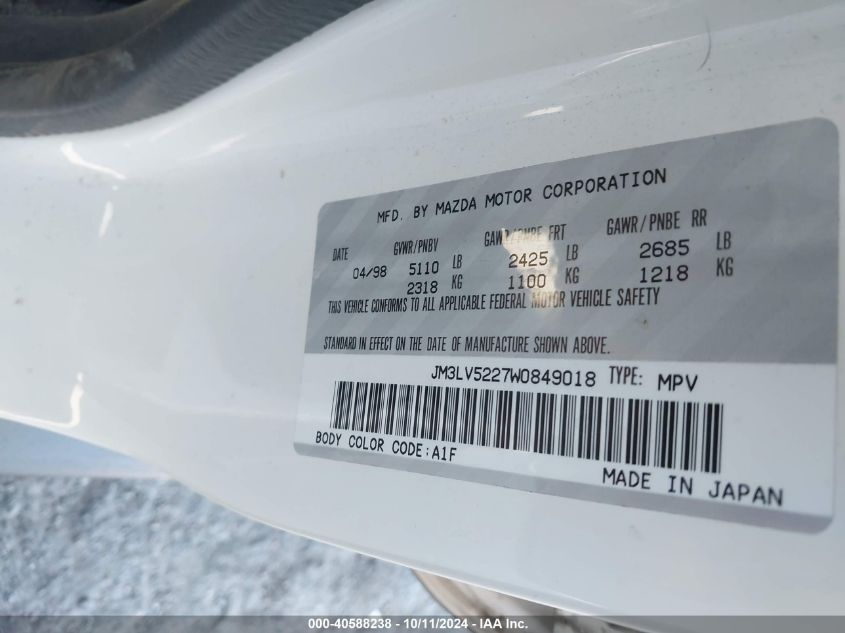 MFD. BY MAZDA MOTOR CORPORATION
DATE GVWR/PNBV GAWR/PNBE FRT GAWR/PNBE RR
04/98 5110 LB 2425 LB 2685 LB
2318 KG 1100 KG 1218 KG
THIS VEHICLE CONFORMS TO ALL APPLICABLE FEDERAL MOTOR VEHICLE SAFETY
STANDARD IN EFFECT ON THE DATE OF MANUFACTURE SHOWN ABOVE.
JM3LV5227W0849018 TYPE: MPV
BODY COLOR CODE:A1F
MADE IN JAPAN
000-40588238 - 10/11/2024 - IAA Inc.